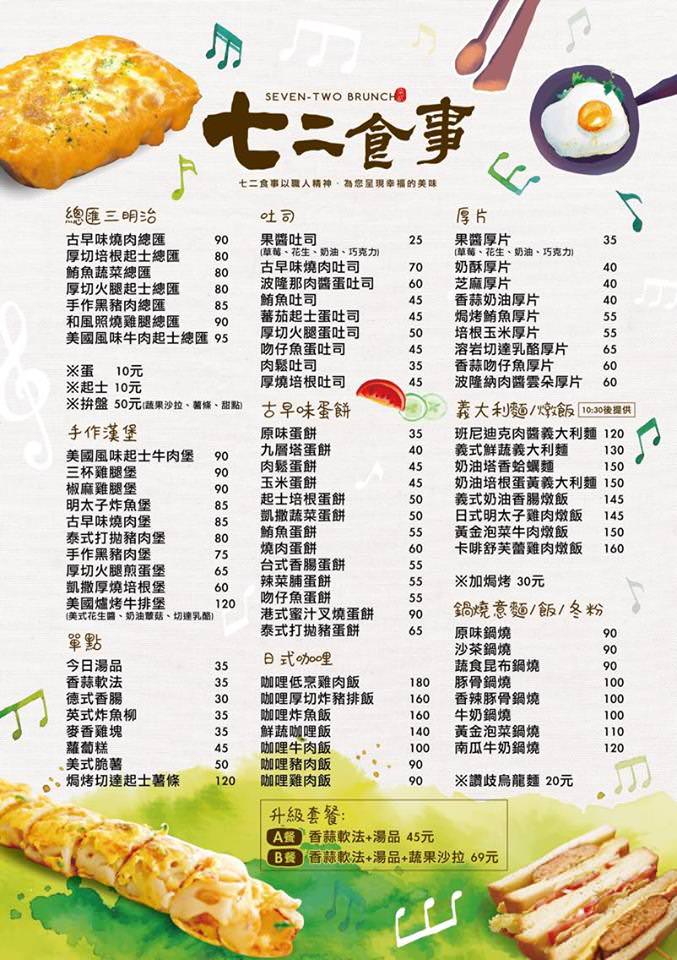 SEVEN-TWO BRUNCH
七二食事
七二食事以職人精神‧為您呈現幸福的美味
總匯三明治
古早味燒肉總匯 90
厚切培根起士總匯 80
鮪魚蔬菜總匯 80
厚切火腿起士總匯 80
手作黑豬肉總匯 85
和風照燒雞腿總匯 90
美國風味牛肉起士總匯 95
※蛋 10元
※起士 10元
※拚盤 50元(蔬果沙拉、薯條、甜點)
手作漢堡
美國風味起士牛肉堡 90
三杯雞腿堡 90
椒麻雞腿堡 90
明太子炸魚堡 85
古早味燒肉堡 85
泰式打拋豬肉堡 80
手作黑豬肉堡 75
厚切火腿煎蛋堡 65
凱撒厚燒培根堡 60
美國爐烤牛排堡 120
(美式花生醬、奶油蕈菇、切達乳酪)
單點
今日湯品 35
香蒜軟法 35
德式香腸 30
英式炸魚柳 35
麥香雞塊 35
蘿蔔糕 45
美式脆薯 50
焗烤切達起士薯條 120
吐司
果醬吐司 25
(草莓、花生、奶油、巧克力)
古早味燒肉吐司 70
波隆那肉醬蛋吐司 60
鮪魚吐司 45
蕃茄起士蛋吐司 45
厚切火腿蛋吐司 50
吻仔魚蛋吐司 45
肉鬆吐司 35
厚燒培根吐司 45
古早味蛋餅
原味蛋餅 35
九層塔蛋餅 40
肉鬆蛋餅 45
玉米蛋餅 45
起士培根蛋餅 50
凱撒蔬菜蛋餅 50
鮪魚蛋餅 55
燒肉蛋餅 60
台式香腸蛋餅 55
辣菜脯蛋餅 55
吻仔魚蛋餅 55
港式蜜汁叉燒蛋餅 90
泰式打拋豬蛋餅 65
日式咖哩
咖哩低烹雞肉飯 180
咖哩厚切炸豬排飯 160
咖哩炸魚飯 160
鮮蔬咖哩飯 140
咖哩牛肉飯 100
咖哩豬肉飯 90
咖哩雞肉飯 90
厚片
果醬厚片 35
(草莓、花生、奶油、巧克力)
奶酥厚片 40
芝麻厚片 40
香蒜奶油厚片 40
焗烤鮪魚厚片 55
培根玉米厚片 55
溶岩切達乳酪厚片 65
香蒜吻仔魚厚片 60
波隆納肉醬雲朵厚片 60
義大利麵/燉飯 10:30後提供
班尼迪克肉醬義大利麵 120
義式鮮蔬義大利麵 130
奶油塔香蛤蠣麵 150
奶油培根蛋黃義大利麵 150
義式奶油香腸燉飯 145
日式明太子雞肉燉飯 145
黃金泡菜牛肉燉飯 150
卡啡舒芙蕾雞肉燉飯 160
※加焗烤 30元
鍋燒意麵/飯/冬粉
原味鍋燒 90
沙茶鍋燒 90
蔬食昆布鍋燒 90
豚骨鍋燒 100
香辣豚骨鍋燒 100
牛奶鍋燒 100
黃金泡菜鍋燒 110
南瓜牛奶鍋燒 120
※讚歧烏龍麵 20元
升級套餐:
A餐 香蒜軟法+湯品 45元
B餐 香蒜軟法+湯品+蔬果沙拉 69元